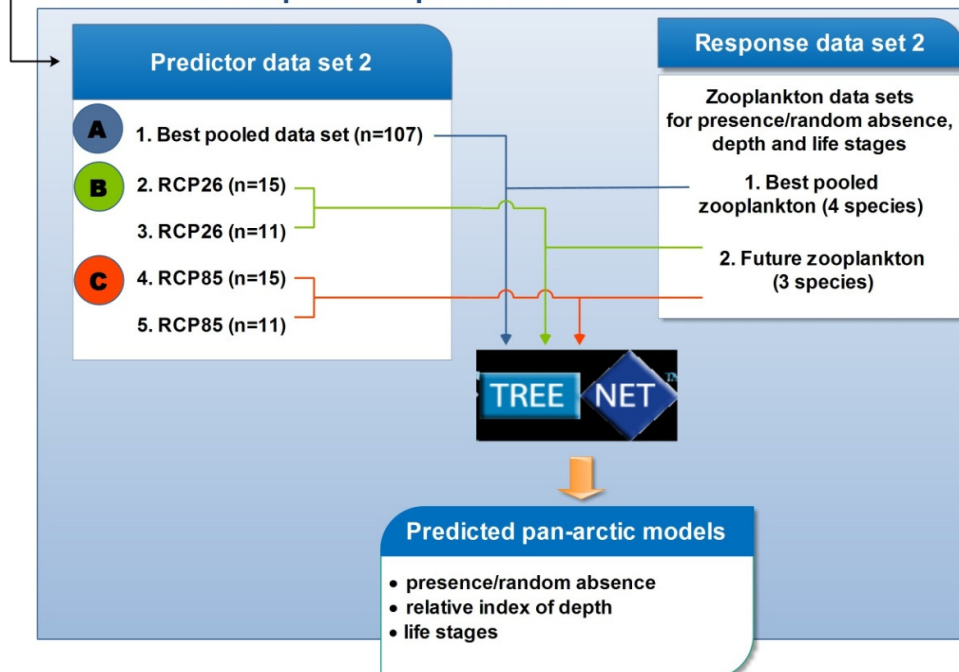 Predictor data set 2
A
1. Best pooled data set (n=107)
B
2. RCP26 (n=15)
3. RCP26 (n=11)
C
4. RCP85 (n=15)
5. RCP85 (n=11)
Response data set 2
Zooplankton data sets
for presence/random absence,
depth and life stages
1. Best pooled
zooplankton (4 species)
2. Future zooplankton
(3 species)
TREE NET
Predicted pan-arctic models
• presence/random absence
• relative index of depth
• life stages